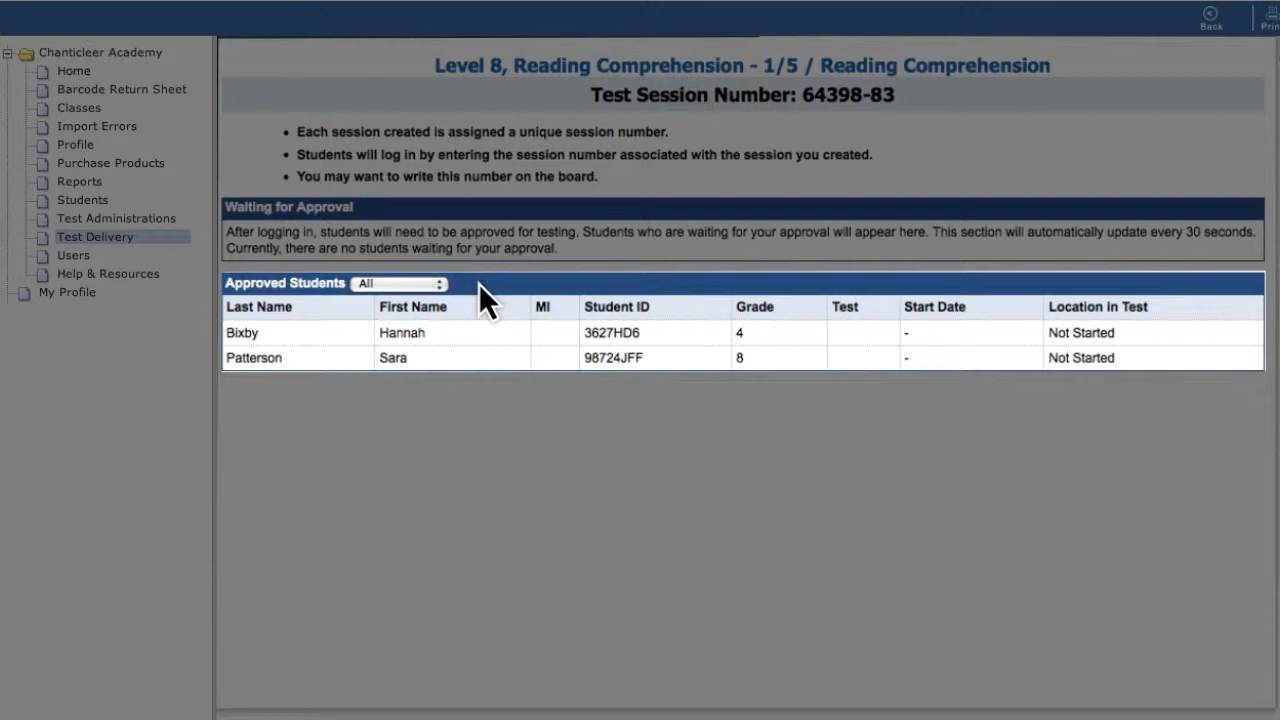 Back
Chanticleer Academy
Home
Barcode Return Sheet
Classes
Import Errors
Profile
Purchase Products
Reports
Students
Test Administrations
Test Delivery
Users
Help & Resources
My Profile
Level 8, Reading Comprehension - 1/5 / Reading Comprehension
Test Session Number: 64398-83
• Each session created is assigned a unique session number.
• Students will log in by entering the session number associated with the session you created.
• You may want to write this number on the board.
Waiting for Approval
After logging in, students will need to be approved for testing. Students who are waiting for your approval will appear here. This section will automatically update every 30 seconds.
Currently, there are no students waiting for your approval.
Approved Students All
Last Name First Name MI Student ID Grade Test Start Date Location in Test
Bixby Hannah 3627HD6 4 - Not Started
Patterson Sara 98724JFF 8 - Not Started